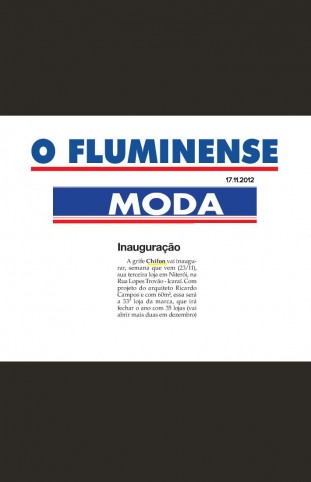 O FLUMINENSE
17.11.2012
MODA
Inauguração
A grife Chifon vai inaugu-
rar, semana que vem (23/11),
sua terceira loja em Niterói, na
Rua Lopes Trovão - Icaraí. Com
projeto do arquiteto Ricardo
Campos e com 60m², essa será
a 33ª loja da marca, que irá
fechar o ano com 35 lojas (vai
abrir mais duas em dezembro)